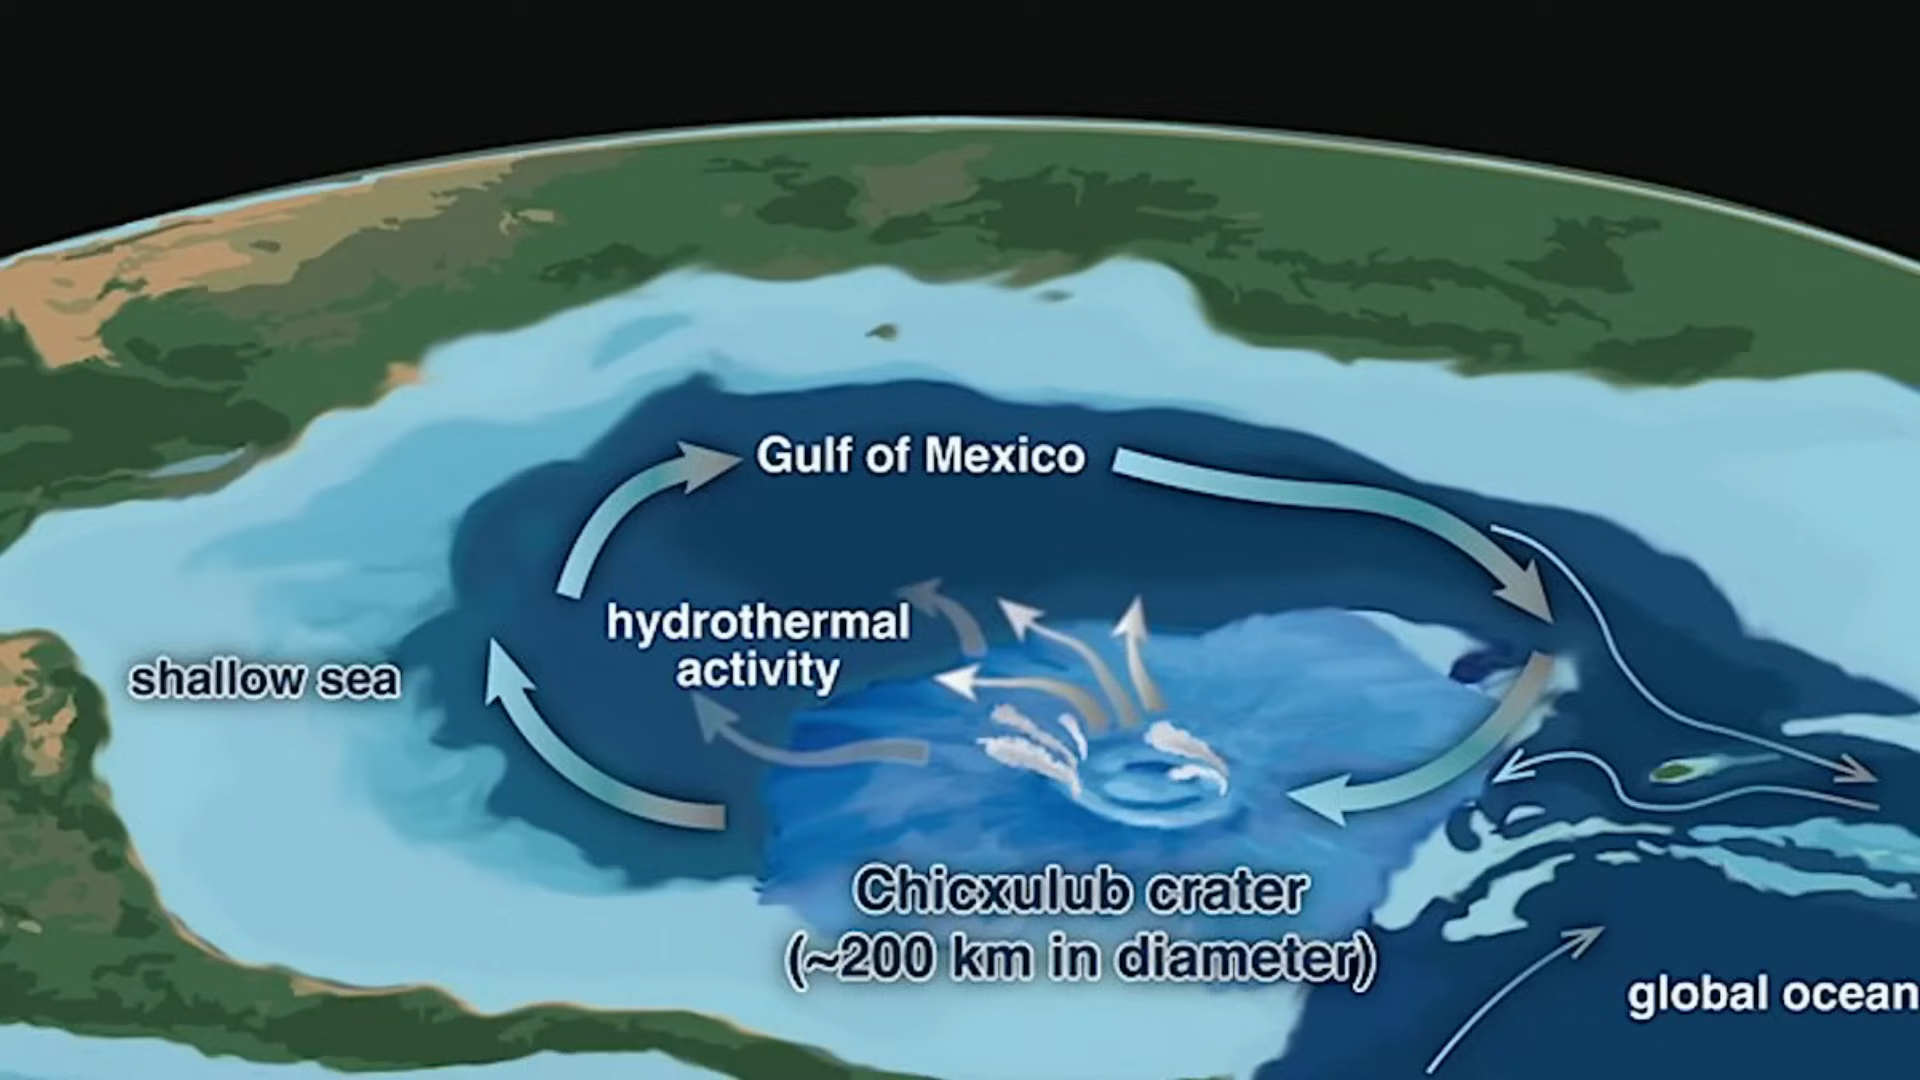 Gulf of Mexico
hydrothermal
activity
shallow sea
Chicxulub crater
(~200 km in diameter)
global ocean